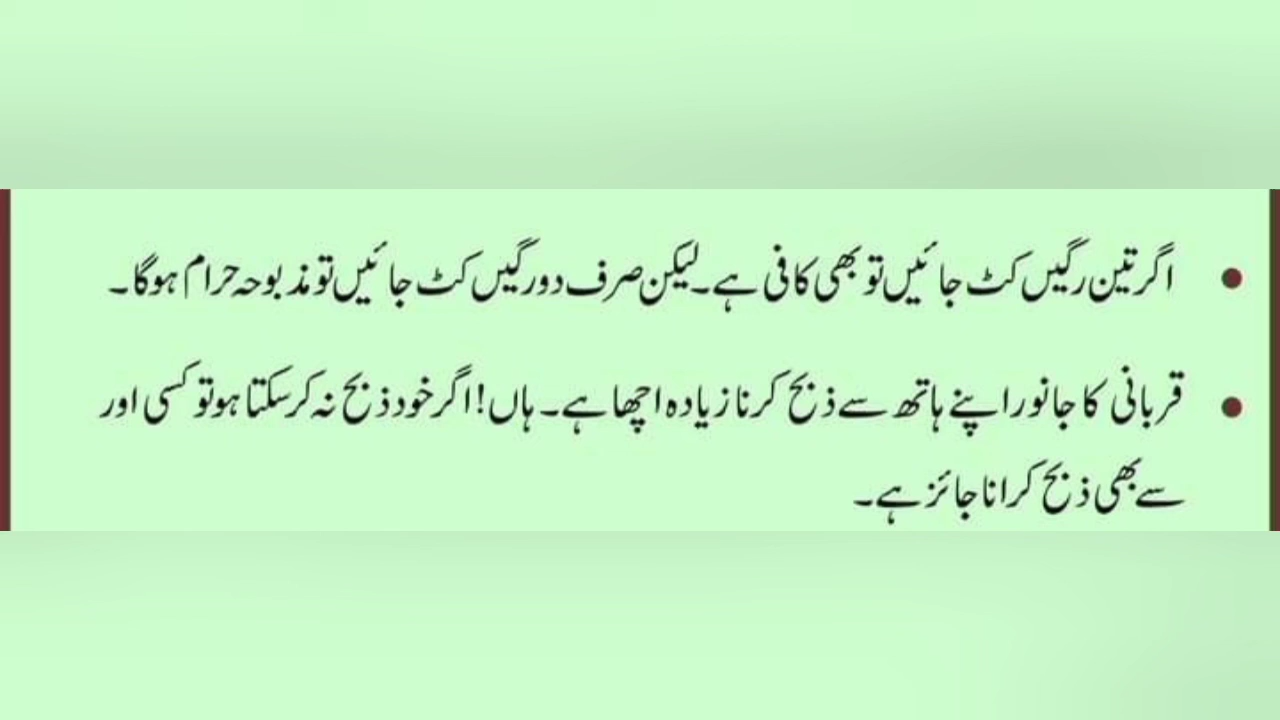 • اگر تین رگیں کٹ جائیں تو بھی کافی ہے۔ لیکن صرف دو رگیں کٹ جائیں تو مذبوحہ حرام ہوگا۔
• قربانی کا جانور اپنے ہاتھ سے ذبح کرنا زیادہ اچھا ہے۔ ہاں! اگر خود ذبح نہ کر سکتا ہو تو کسی اور
سے بھی ذبح کرانا جائز ہے۔